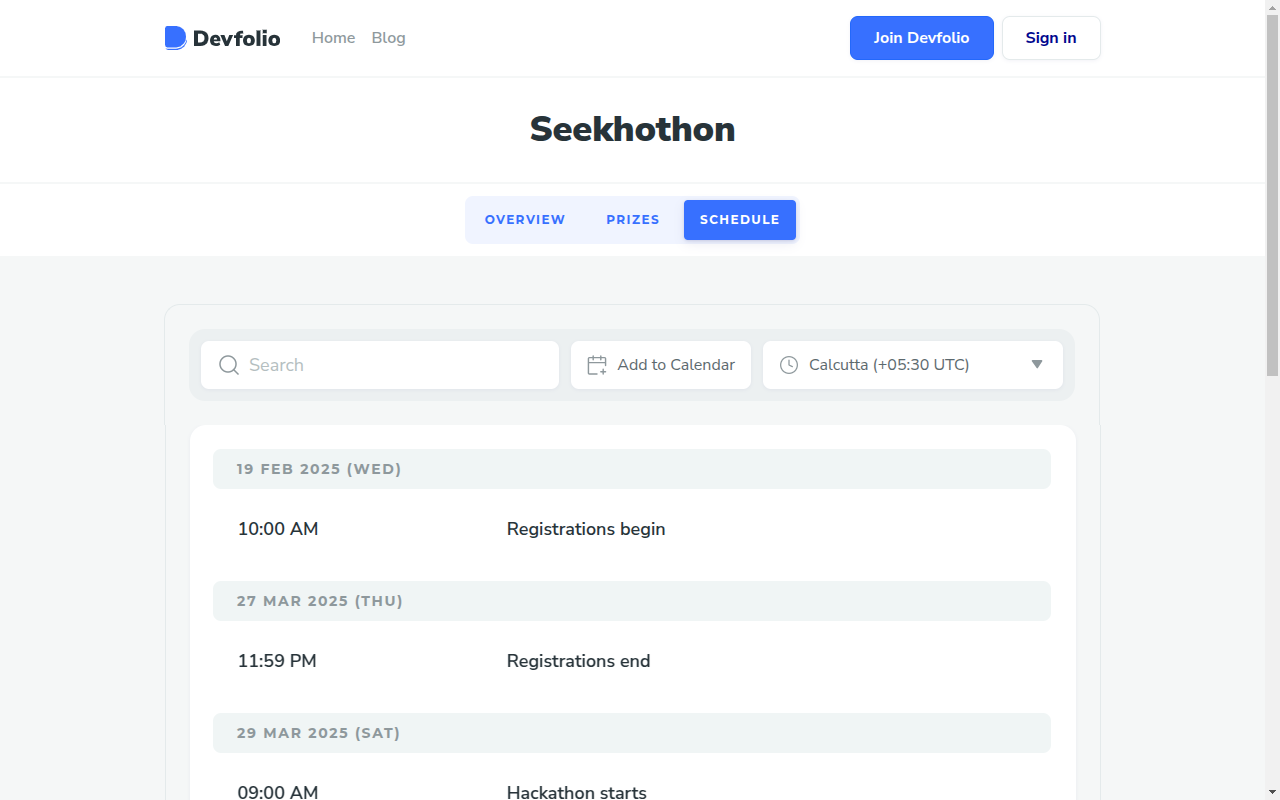 Devfolio Home Blog Join Devfolio Sign in
Seekhothon
OVERVIEW PRIZES SCHEDULE
Search Add to Calendar Calcutta (+05:30 UTC)
19 FEB 2025 (WED)
10:00 AM Registrations begin
27 MAR 2025 (THU)
11:59 PM Registrations end
29 MAR 2025 (SAT)
09:00 AM Hackathon starts